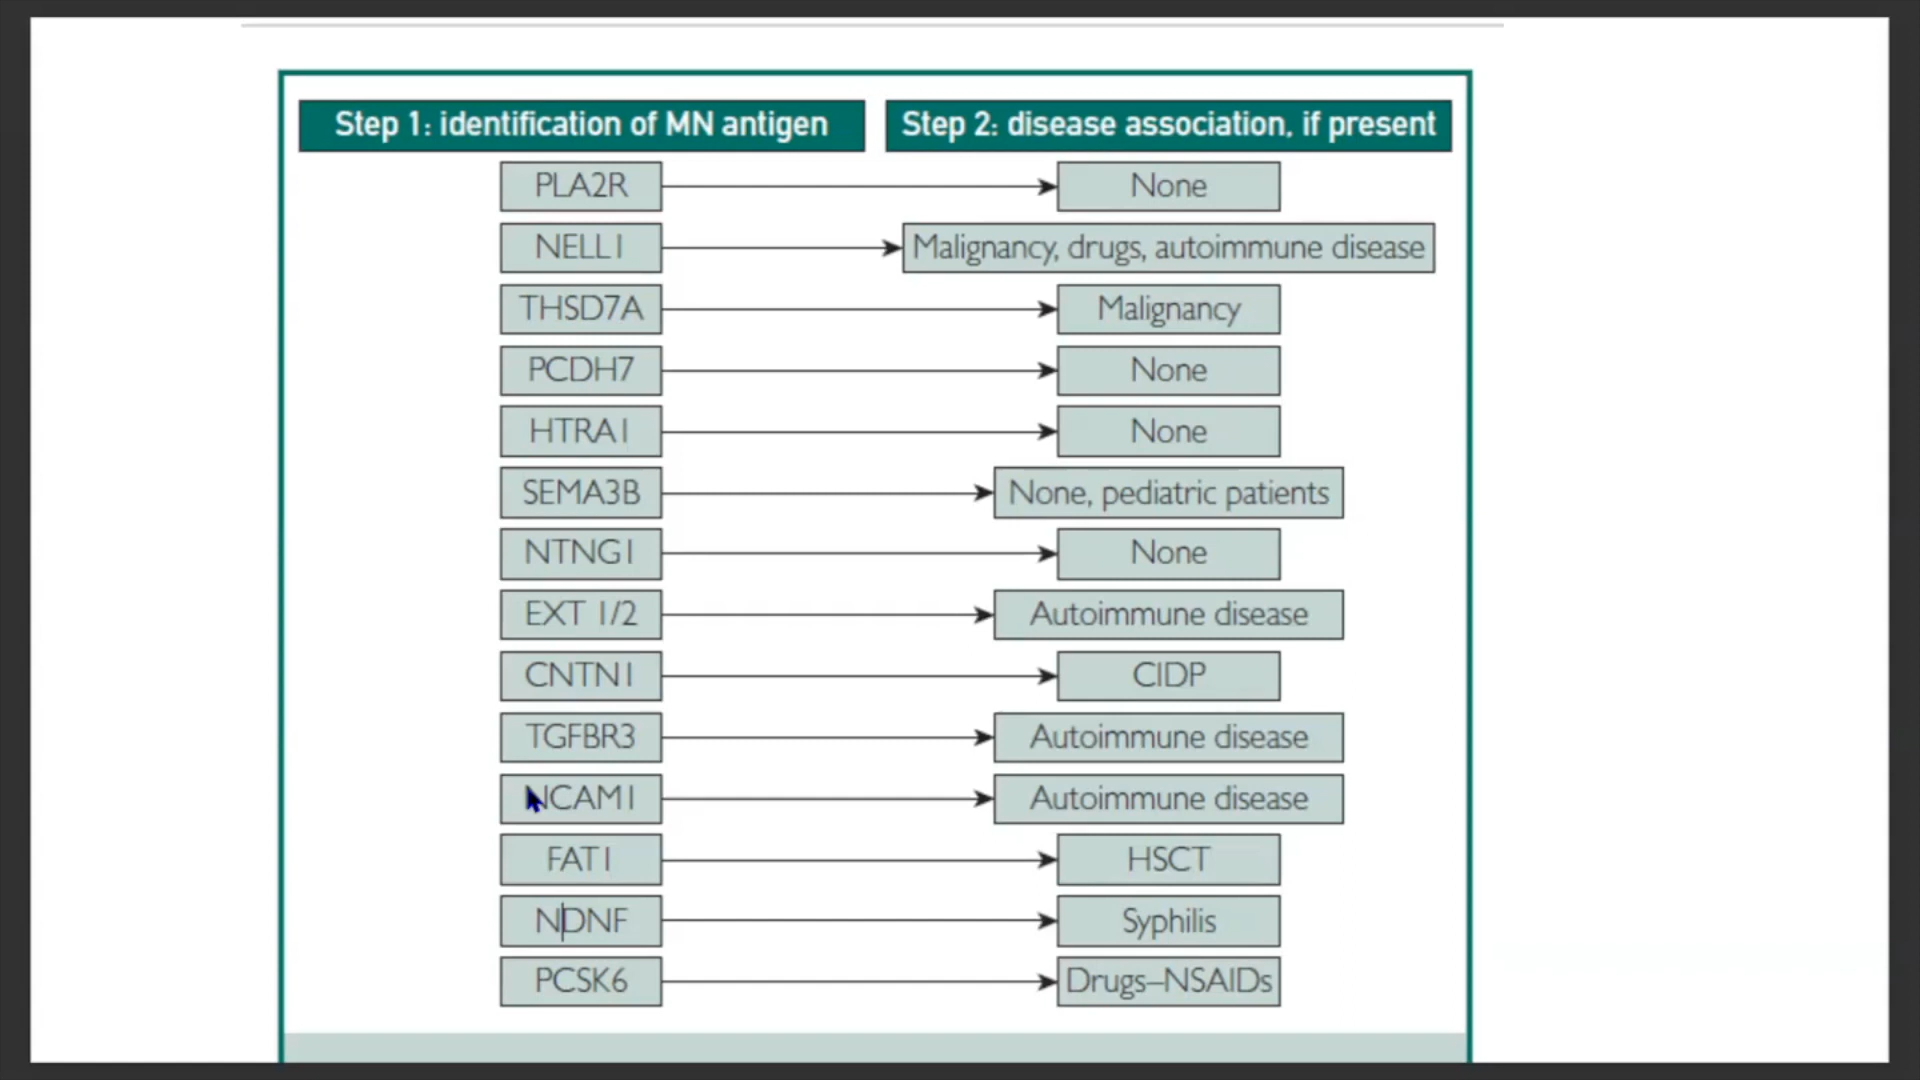 Step 1: identification of MN antigen
Step 2: disease association, if present
PLA2R
None
NELL1
Malignancy, drugs, autoimmune disease
THSD7A
Malignancy
PCDH7
None
HTRA1
None
SEMA3B
None, pediatric patients
NTNG1
None
EXT 1/2
Autoimmune disease
CNTN1
CIDP
TGFBR3
Autoimmune disease
NCAM1
Autoimmune disease
FAT1
HSCT
NDNF
Syphilis
PCSK6
Drugs–NSAIDs